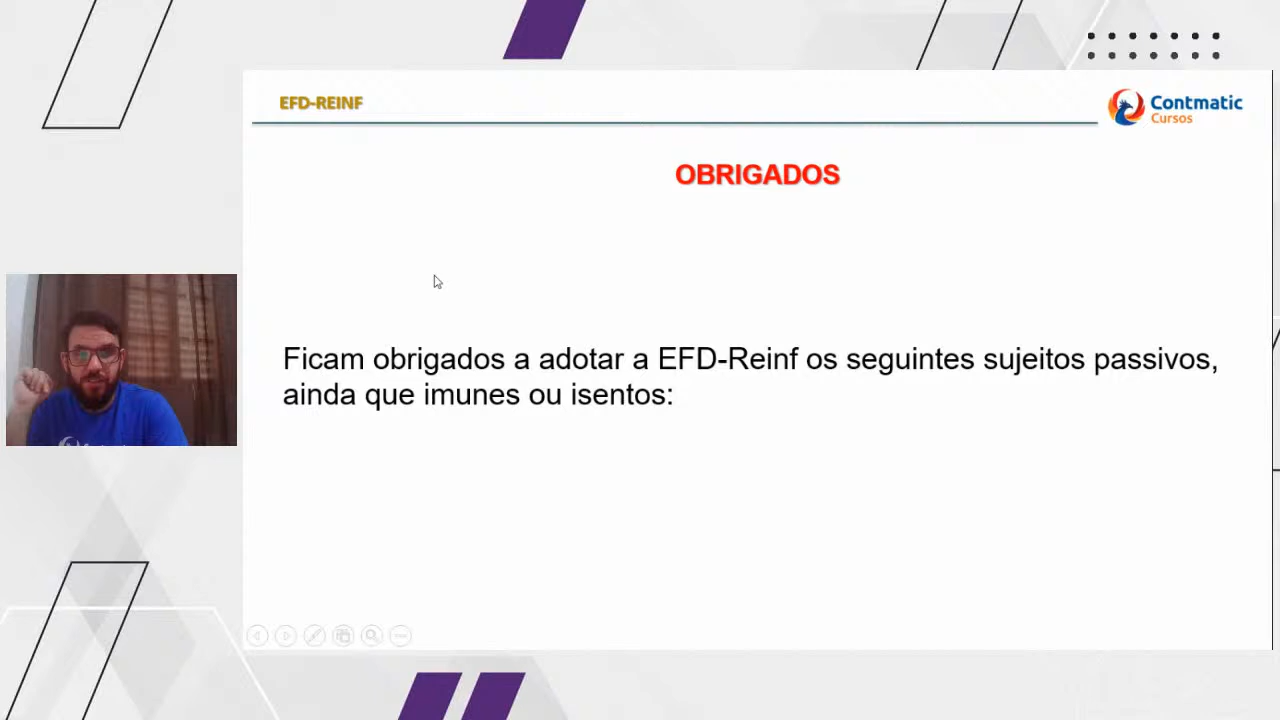 EFD-REINF
Contmatic
Cursos
OBRIGADOS
Ficam obrigados a adotar a EFD-Reinf os seguintes sujeitos passivos,
ainda que imunes ou isentos: